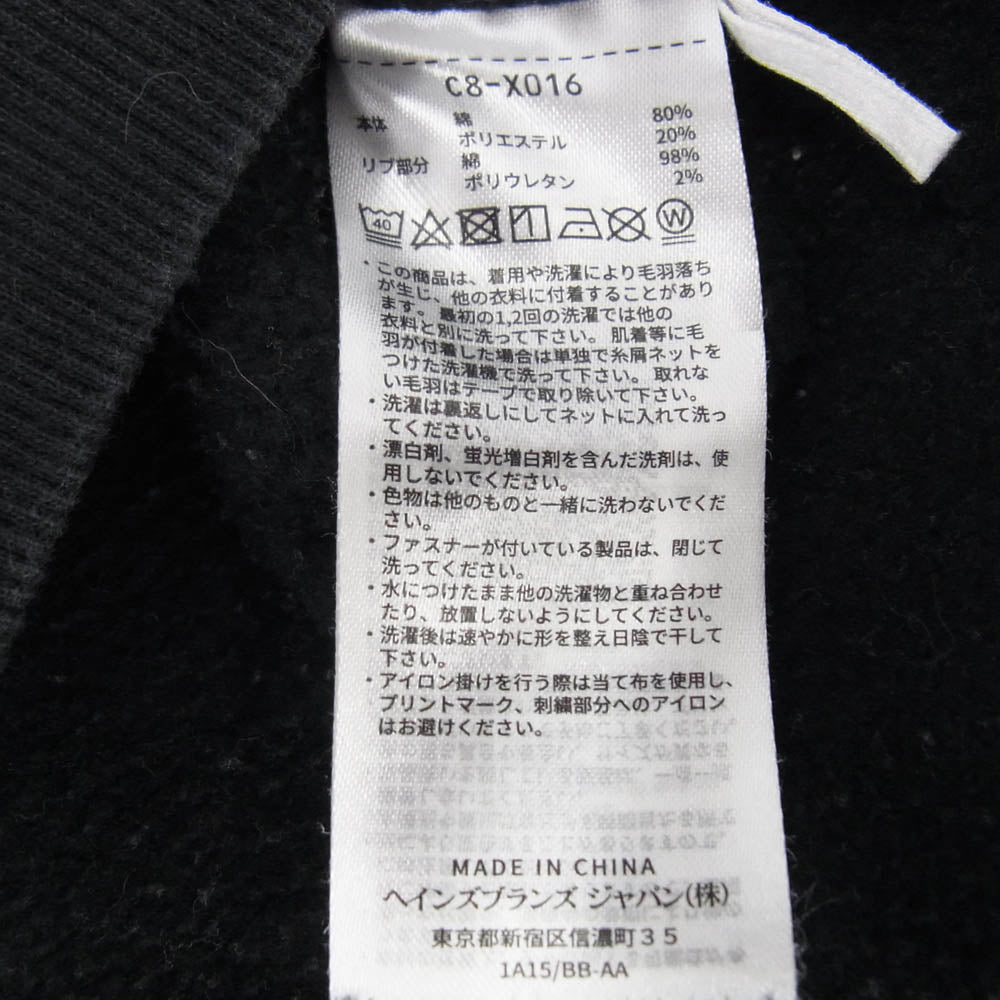 C8-X016
本体 綿 80%
ポリエステル 20%
リブ部分 綿 98%
ポリウレタン 2%
40 W
・この商品は、着用や洗濯により毛羽落ち
が生じ、他の衣料に付着することがあり
ます。最初の1,2回の洗濯では他の
衣料と別に洗って下さい。肌着等に毛
羽が付着した場合は単独で糸屑ネットを
つけた洗濯機で洗って下さい。取れな
い毛羽はテープで取り除いて下さい。
・洗濯は裏返しにしてネットに入れて洗っ
てください。
・漂白剤、蛍光増白剤を含んだ洗剤は、使
用しないでください。
・色物は他のものと一緒に洗わないでくだ
さい。
・ファスナーが付いている製品は、閉じて
洗ってください。
・水につけたまま他の洗濯物と重ね合わせ
たり、放置しないようにしてください。
・洗濯後は速やかに形を整え日陰で干して
下さい。
・アイロン掛けを行う際は当て布を使用し、
プリントマーク、刺繍部分へのアイロン
はお避けください。
MADE IN CHINA
ヘインズブランズ ジャパン(株)
東京都新宿区信濃町35
1A15/BB-AA